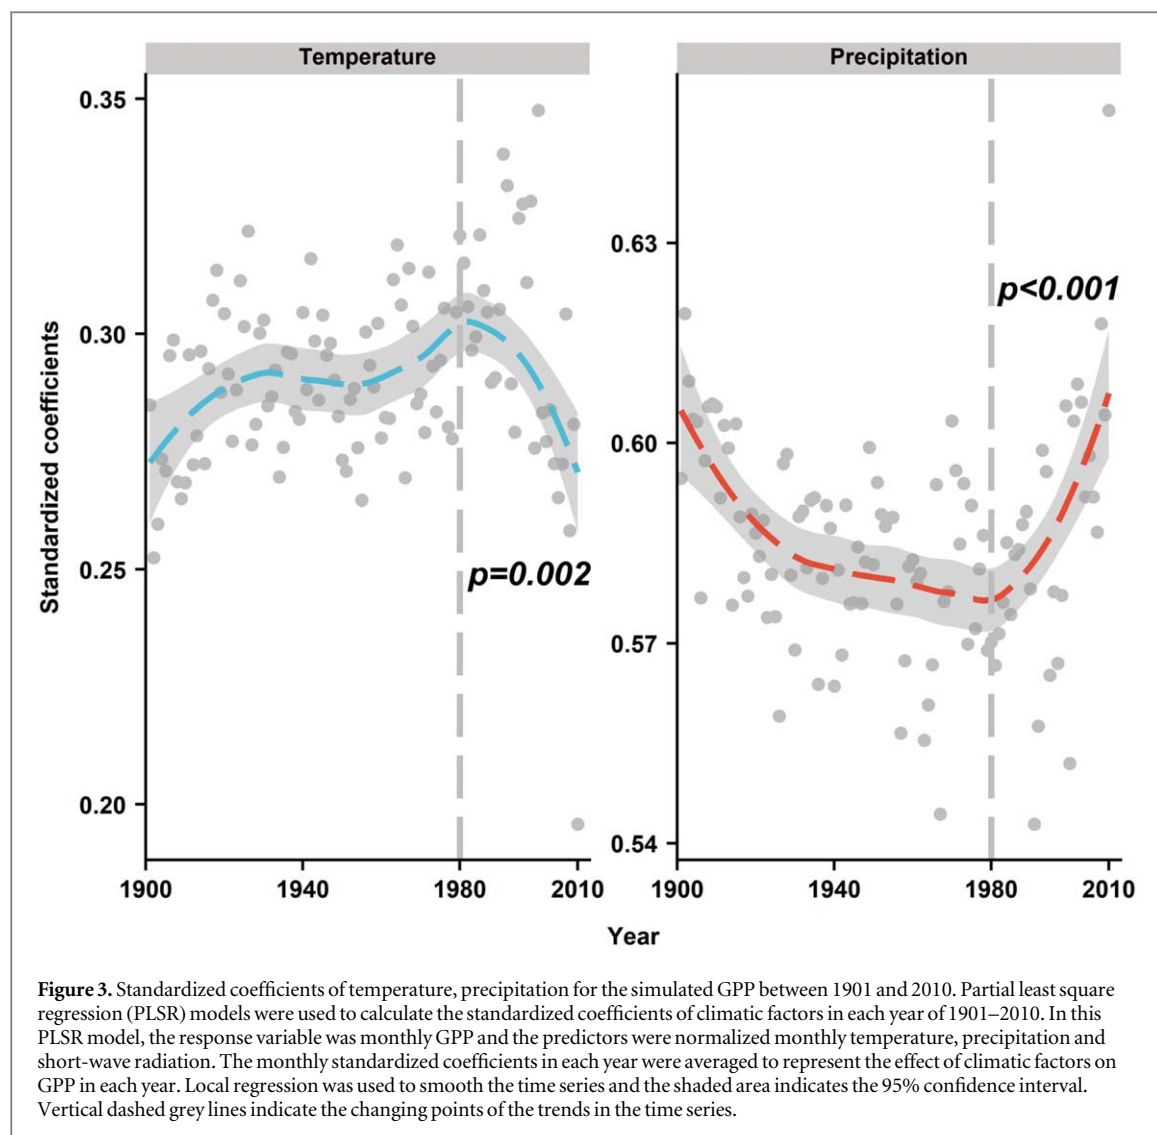 Temperature
Precipitation
0.35
0.30
0.25
0.20
0.63
0.60
0.57
0.54
Standardized coefficients
p=0.002
p<0.001
1900
1940
1980
2010
1900
1940
1980
2010
Year
Figure 3. Standardized coefficients of temperature, precipitation for the simulated GPP between 1901 and 2010. Partial least square
regression (PLSR) models were used to calculate the standardized coefficients of climatic factors in each year of 1901–2010. In this
PLSR model, the response variable was monthly GPP and the predictors were normalized monthly temperature, precipitation and
short-wave radiation. The monthly standardized coefficients in each year were averaged to represent the effect of climatic factors on
GPP in each year. Local regression was used to smooth the time series and the shaded area indicates the 95% confidence interval.
Vertical dashed grey lines indicate the changing points of the trends in the time series.